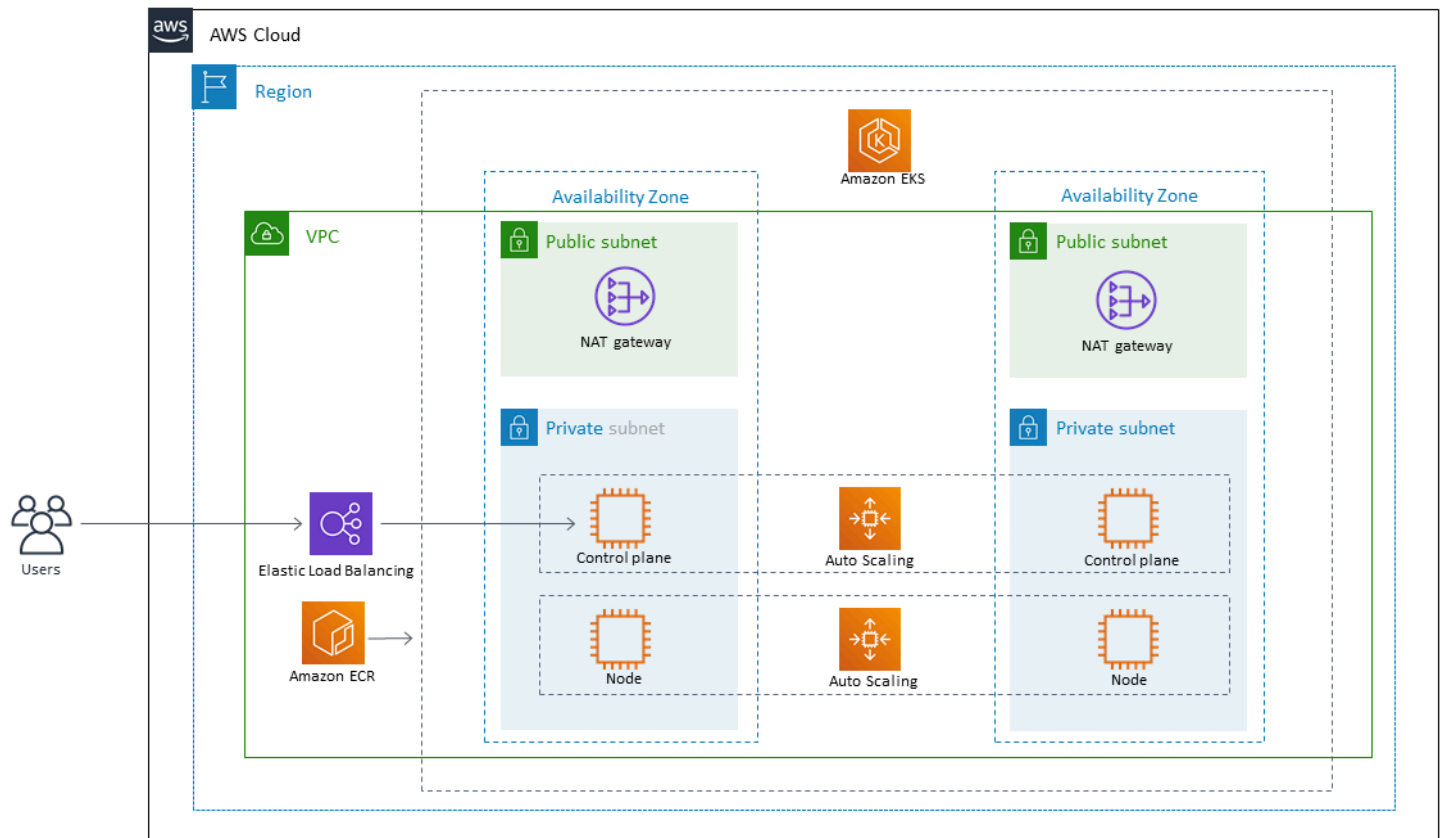 aws
AWS Cloud
Region
K
Amazon EKS
Availability Zone
Availability Zone
VPC
Public subnet
Public subnet
NAT gateway
NAT gateway
Private subnet
Private subnet
Users
Elastic Load Balancing
Control plane
Auto Scaling
Control plane
Amazon ECR
Node
Auto Scaling
Node